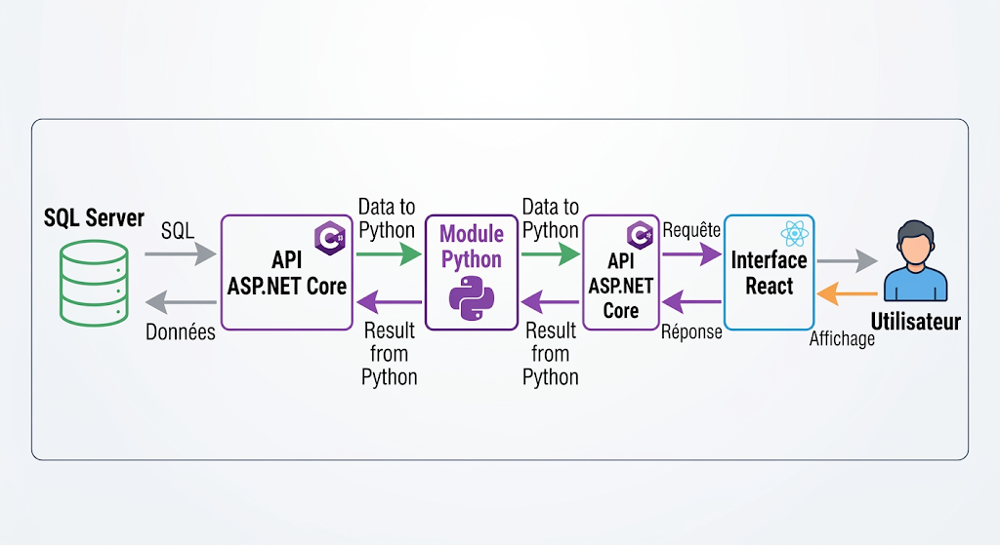 SQL Server
SQL
Données
API
ASP.NET Core
Data to
Python
Result
from
Python
Module
Python
Data to
Python
Result
from
Python
API
ASP.NET
Core
Requête
Réponse
Interface
React
Affichage
Utilisateur